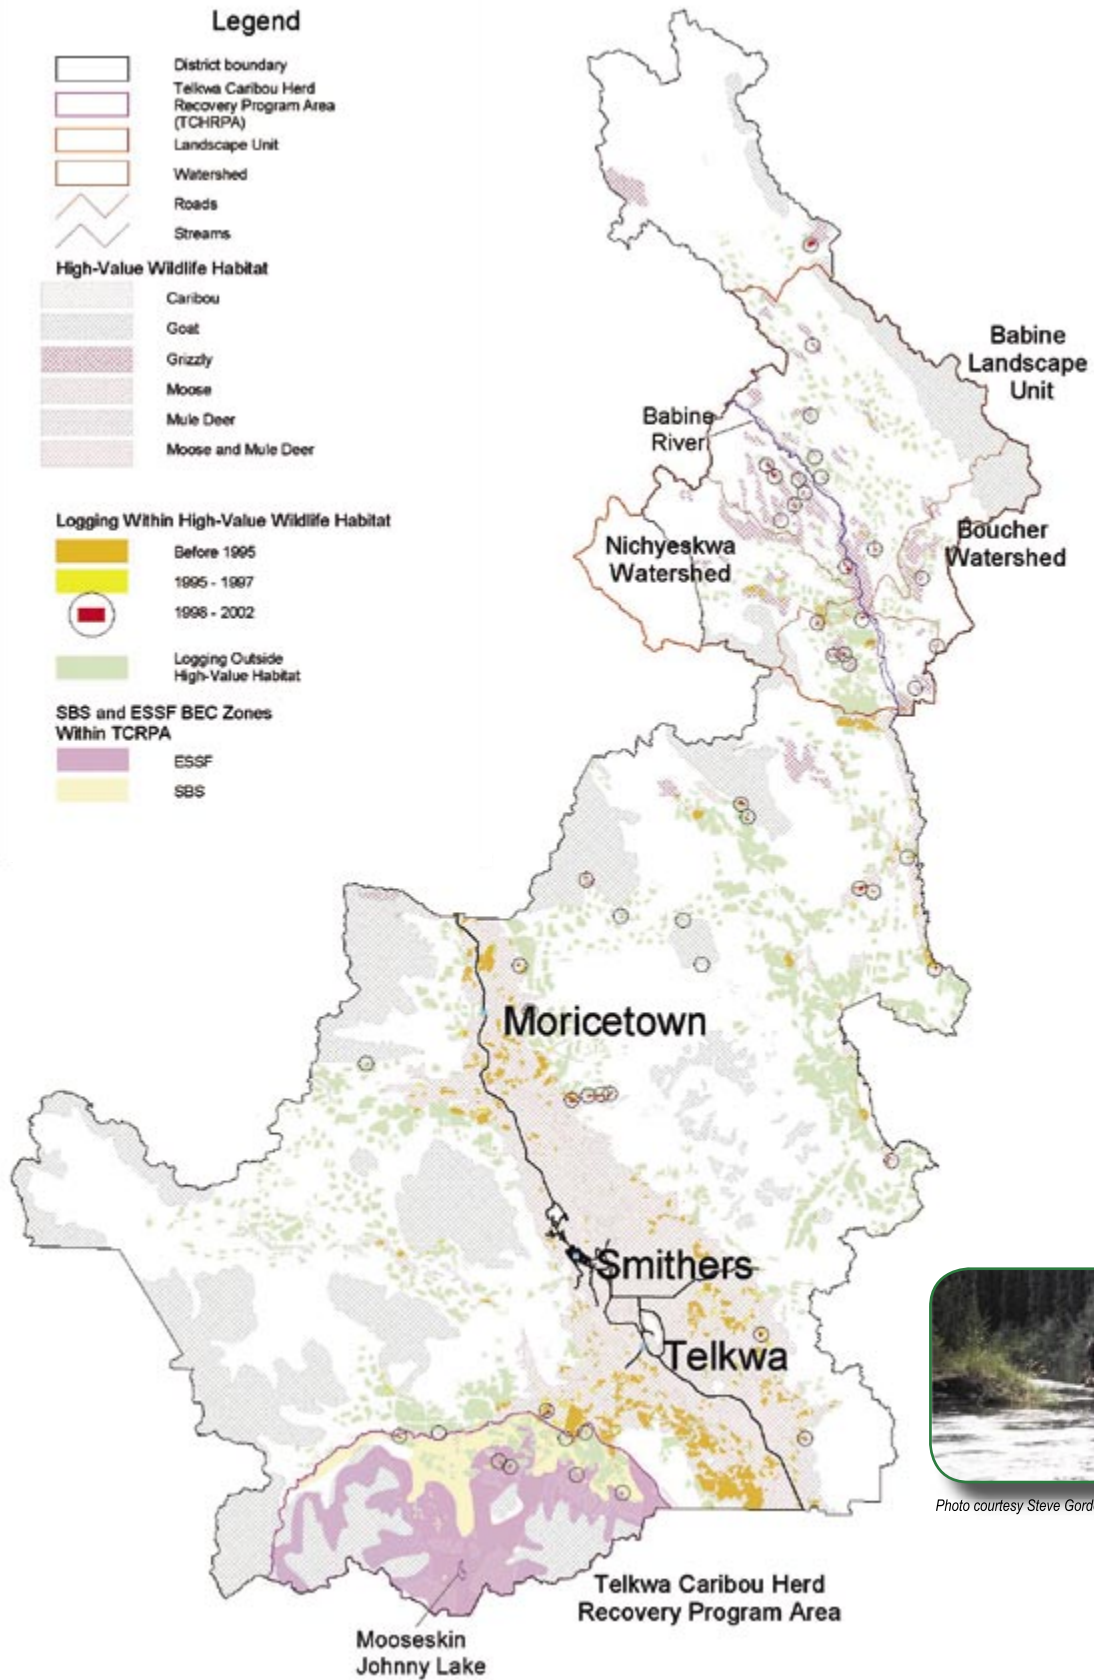 Legend
District boundary
Telkwa Caribou Herd
Recovery Program Area
(TCHRPA)
Landscape Unit
Watershed
Roads
Streams
High-Value Wildlife Habitat
Caribou
Goat
Grizzly
Moose
Mule Deer
Moose and Mule Deer
Logging Within High-Value Wildlife Habitat
Before 1995
1995 - 1997
1998 - 2002
Logging Outside
High-Value Habitat
SBS and ESSF BEC Zones
Within TCRPA
ESSF
SBS
Babine
Landscape
Unit
Babine
River
Nichyeskwa
Watershed
Boucher
Watershed
Moricetown
Smithers
Telkwa
Photo courtesy Steve
Telkwa Caribou Herd
Recovery Program Area
Mooseskin
Johnny Lake